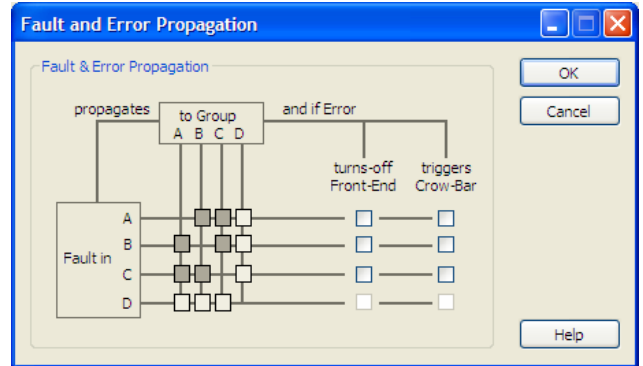 Fault and Error Propagation
Fault & Error Propagation
propagates
to Group
A B C D
and if Error
turns-off
Front-End
triggers
Crow-Bar
Fault in
A
B
C
D
OK
Cancel
Help